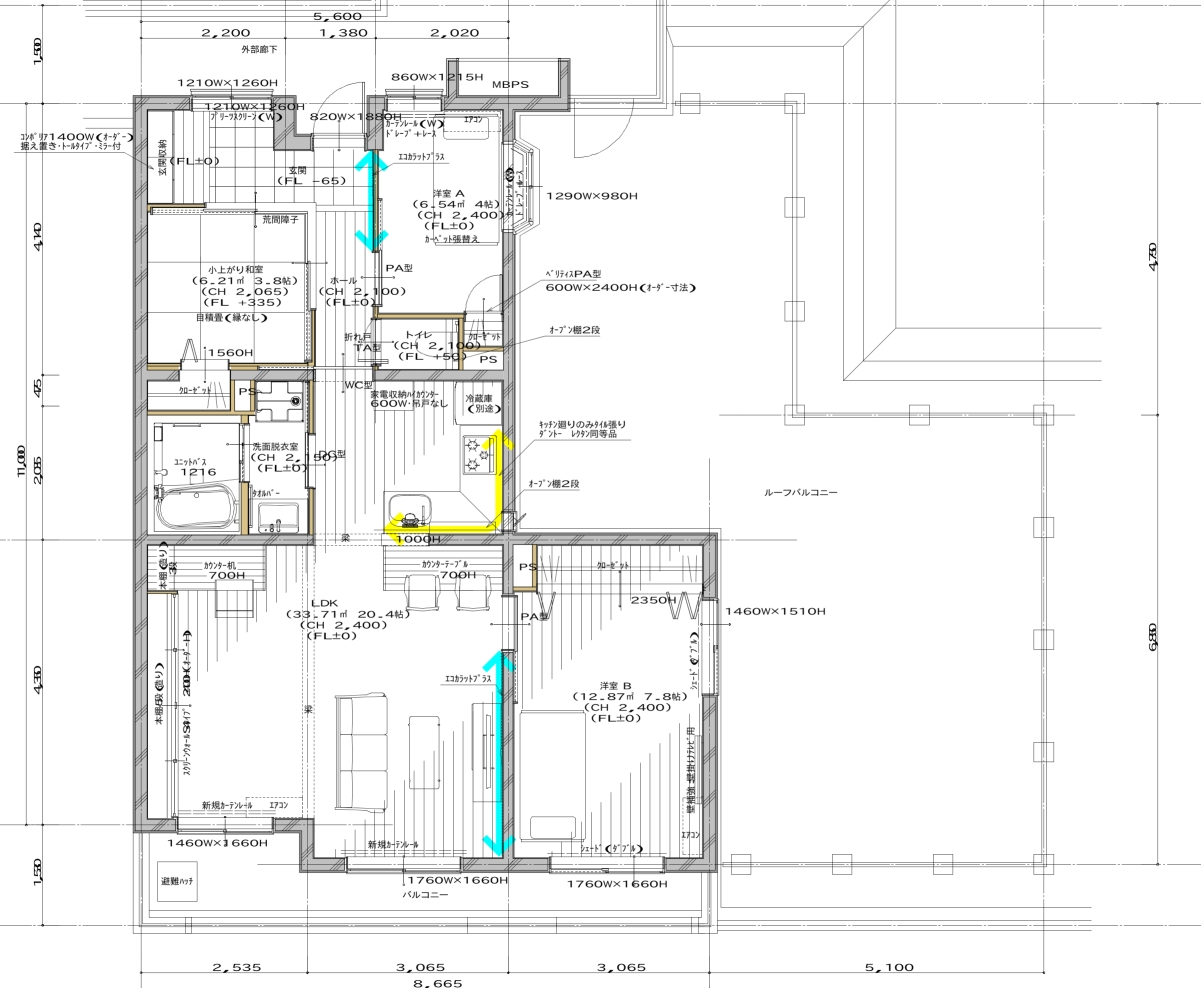 5,600
2,200
1,380
2,020
外部廊下
1,500
1210W×1260H
1210W×1260H
プリーツスクリーン(W)
820W×1880H
860W×1215H
MBPS
カーテンレール(W)
ドレープ+レース
エアコン
コンポリア1400W(オーダー)
据え置き・トールタイプ・ミラー付
玄関収納
(FL±0)
玄関
(FL -65)
エコカラットプラス
洋室 A
(6.54㎡ 4帖)
(CH 2,400)
(FL±0)
カーペット張替え
カーテンレール(W)
ドレープ+レース
1290W×980H
荒間障子
4,140
4,750
小上がり和室
(6.21㎡ 3.8帖)
(CH 2,065)
(FL +335)
目積畳(縁なし)
ホール
(CH 2,100)
(FL±0)
PA型
ベリティスPA型
600W×2400H(オーダー寸法)
折れ戸
TA型
トイレ
(CH 2,100)
(FL +50)
クローゼット
オープン棚2段
PS
1560H
クローゼット
PS
WC型
家電収納ハイカウンター
600W・吊戸なし
冷蔵庫
(別途)
475
11,000
2,035
ユニットバス
1216
洗面脱衣室
(CH 2,150)
(FL±0)
DC型
タオルバー
キッチン廻りのみタイル張り
ダントー レクタン同等品
オープン棚2段
ルーフバルコニー
1000H
梁
本棚(造り)
3段
カウンター机
700H
カウンターテーブル
700H
PS
クローゼット
2350H
1460W×1510H
LDK
(33.71㎡ 20.4帖)
(CH 2,400)
(FL±0)
PA型
4,350
6,850
本棚5段(造り)
スクリーンウォールS4タイプ
エコカラットプラス
洋室 B
(12.87㎡ 7.8帖)
(CH 2,400)
(FL±0)
シェード(ダブル)
梁
壁補強 壁掛けテレビ用
エアコン
新規カーテンレール
エアコン
1460W×1660H
新規カーテンレール
シェード(ダブル)
1760W×1660H
1760W×1660H
1,550
避難ハッチ
バルコニー
2,535
3,065
3,065
5,100
8,665